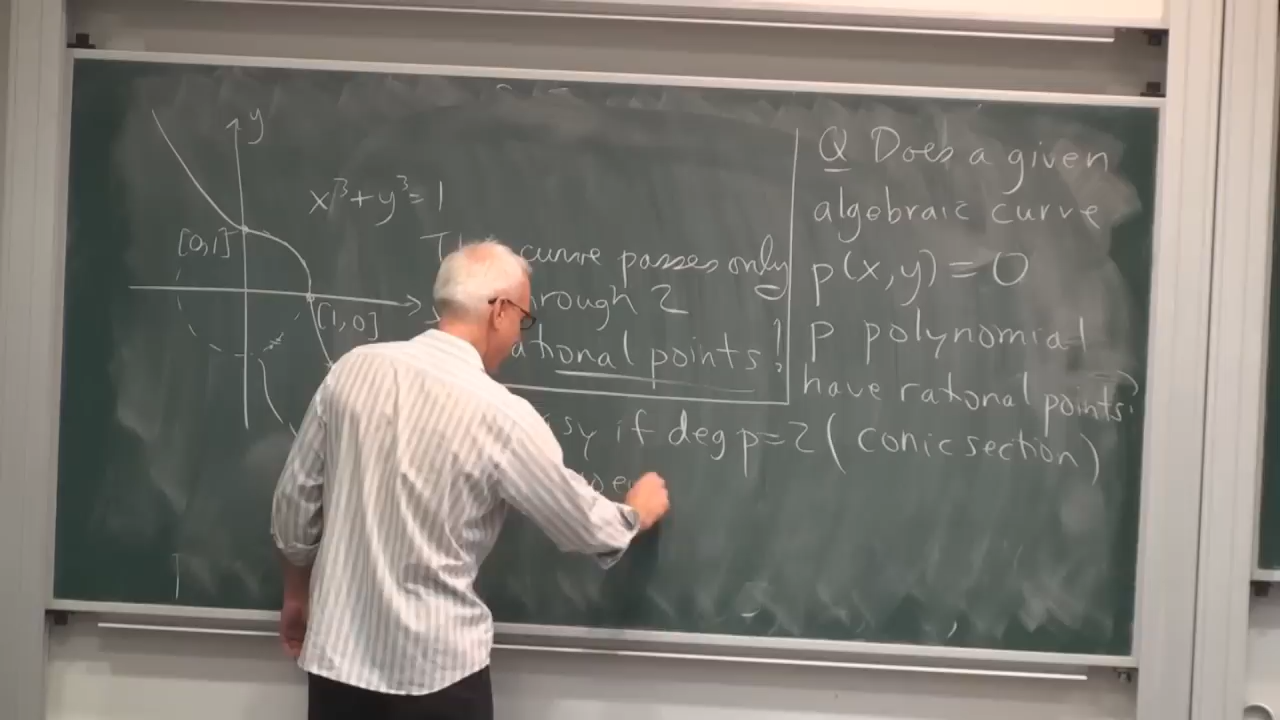 y
x³+y³=1
[0,1]
[1,0]
curve passes only
through 2
rational points!
Q Does a given
algebraic curve
p(x,y)=0
p polynomial
have rational points?
if deg p=2 (conic section)